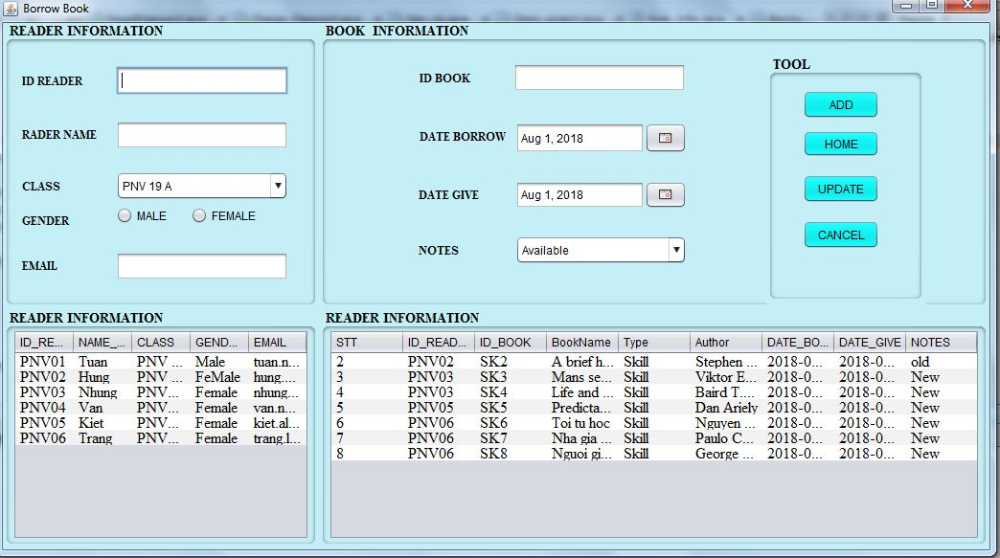 Borrow Book
READER INFORMATION
ID READER
RADER NAME
CLASS PNV 19 A
GENDER MALE FEMALE
EMAIL
BOOK INFORMATION
ID BOOK
DATE BORROW Aug 1, 2018
DATE GIVE Aug 1, 2018
NOTES Available
TOOL
ADD
HOME
UPDATE
CANCEL
READER INFORMATION
ID_RE... NAME_... CLASS GEND... EMAIL
PNV01 Tuan PNV ... Male tuan.n...
PNV02 Hung PNV... FeMale hung....
PNV03 Nhung PNV... Female nhung...
PNV04 Van PNV... Female van.n...
PNV05 Kiet PNV... Female kiet.al...
PNV06 Trang PNV... Female trang.l...
READER INFORMATION
STT ID_READ... ID_BOOK BookName Type Author DATE_BO... DATE_GIVE NOTES
2 PNV02 SK2 A brief h... Skill Stephen ... 2018-0... 2018-0... old
3 PNV03 SK3 Mans se... Skill Viktor E... 2018-0... 2018-0... New
4 PNV03 SK4 Life and ... Skill Baird T.... 2018-0... 2018-0... New
5 PNV05 SK5 Predicta... Skill Dan Ariely 2018-0... 2018-0... New
6 PNV06 SK6 Toi tu hoc Skill Nguyen ... 2018-0... 2018-0... New
7 PNV06 SK7 Nha gia ... Skill Paulo C... 2018-0... 2018-0... New
8 PNV06 SK8 Nguoi gi... Skill George ... 2018-0... 2018-0... New